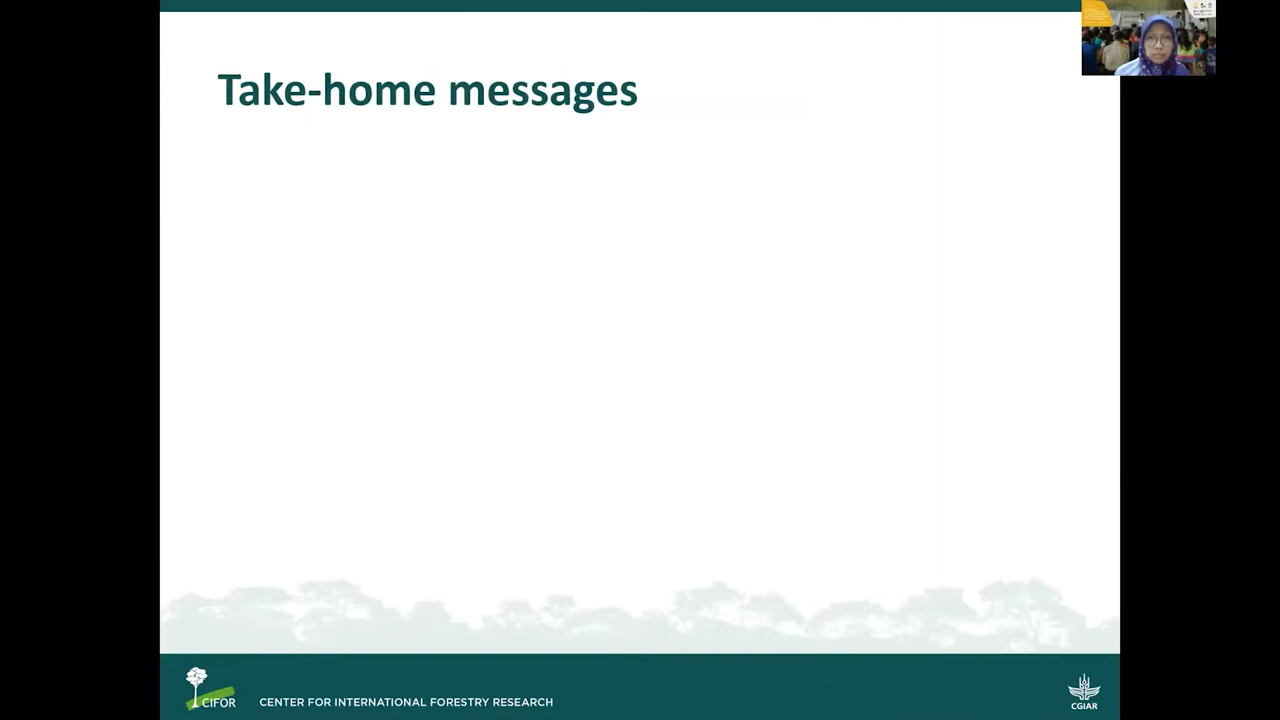 Take-home messages
CIFOR
CENTER FOR INTERNATIONAL FORESTRY RESEARCH
CGIAR